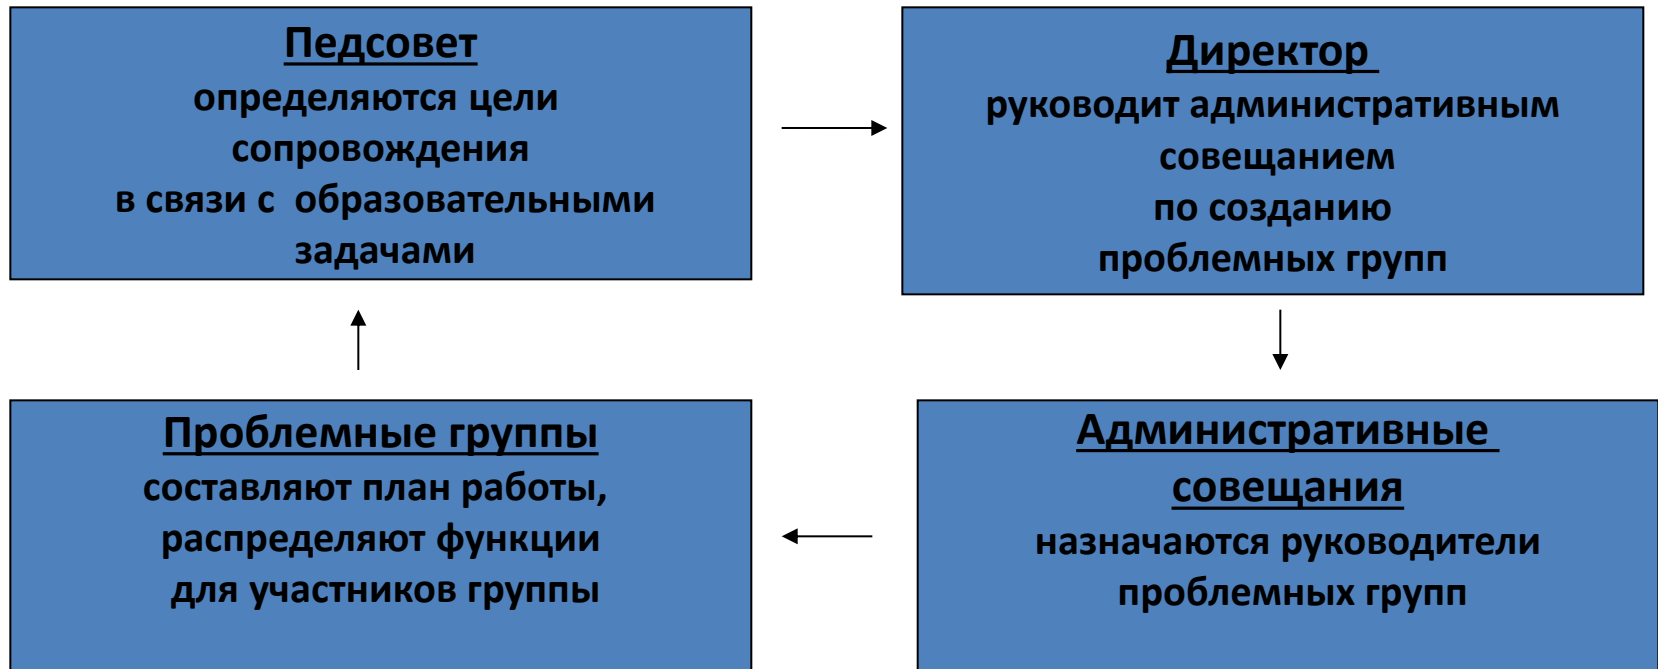 Педсовет
определяются цели
сопровождения
в связи с образовательными
задачами
Директор
руководит административным
совещанием
по созданию
проблемных групп
Проблемные группы
составляют план работы,
распределяют функции
для участников группы
Административные
совещания
назначаются руководители
проблемных групп